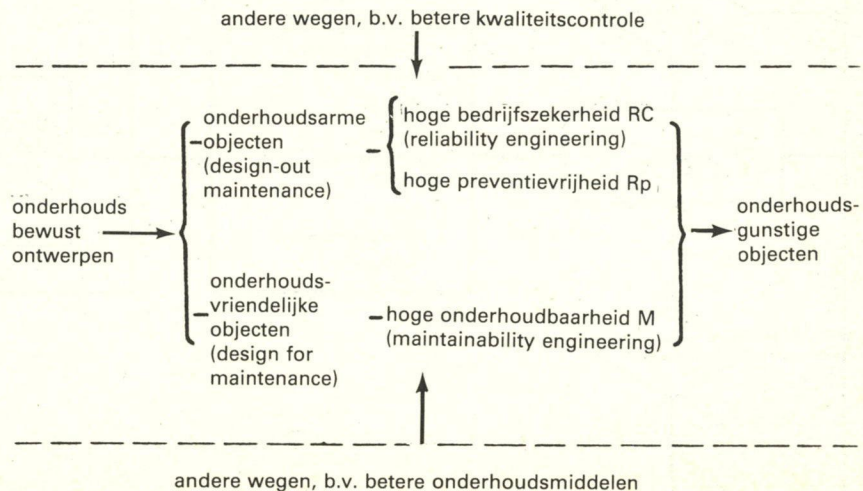 andere wegen, b.v. betere kwaliteitscontrole
onderhoudsarme
objecten
(design-out
maintenance)
hoge bedrijfszekerheid RC
(reliability engineering)
hoge preventievrijheid Rp
onderhouds
bewust
ontwerpen
onderhouds-
vriendelijke
objecten
(design for
maintenance)
hoge onderhoudbaarheid M
(maintainability engineering)
onderhouds-
gunstige
objecten
andere wegen, b.v. betere onderhoudsmiddelen